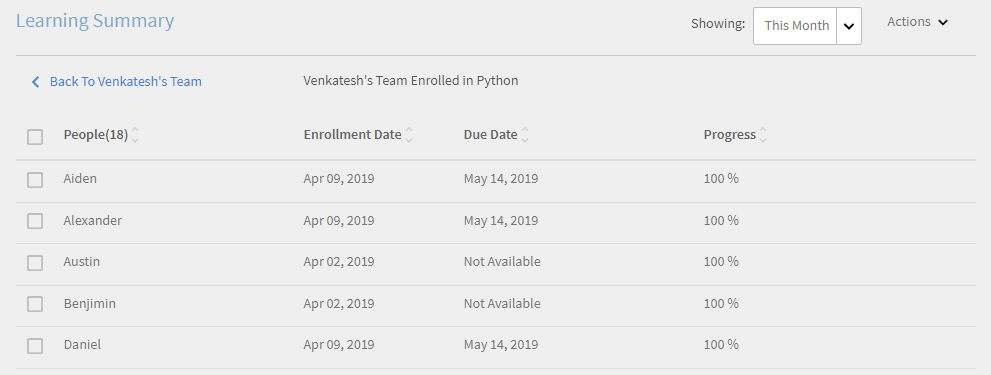 Learning Summary
Showing: This Month Actions
Back To Venkatesh's Team Venkatesh's Team Enrolled in Python
People(18) Enrollment Date Due Date Progress
Aiden Apr 09, 2019 May 14, 2019 100 %
Alexander Apr 09, 2019 May 14, 2019 100 %
Austin Apr 02, 2019 Not Available 100 %
Benjimin Apr 02, 2019 Not Available 100 %
Daniel Apr 09, 2019 May 14, 2019 100 %